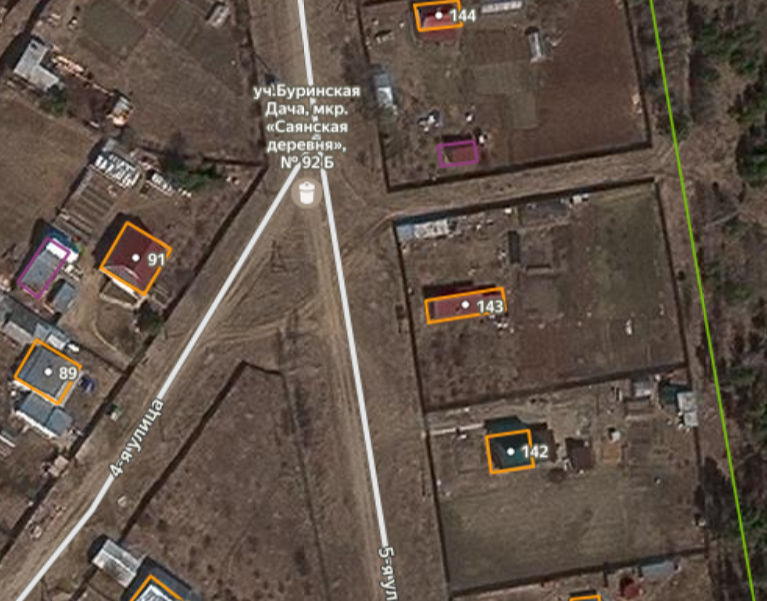 144
уч.Буринская
Дача, мкр.
«Саянская
деревня»,
№ 92 Б
91
143
89
4-я улица
142
5-я ул